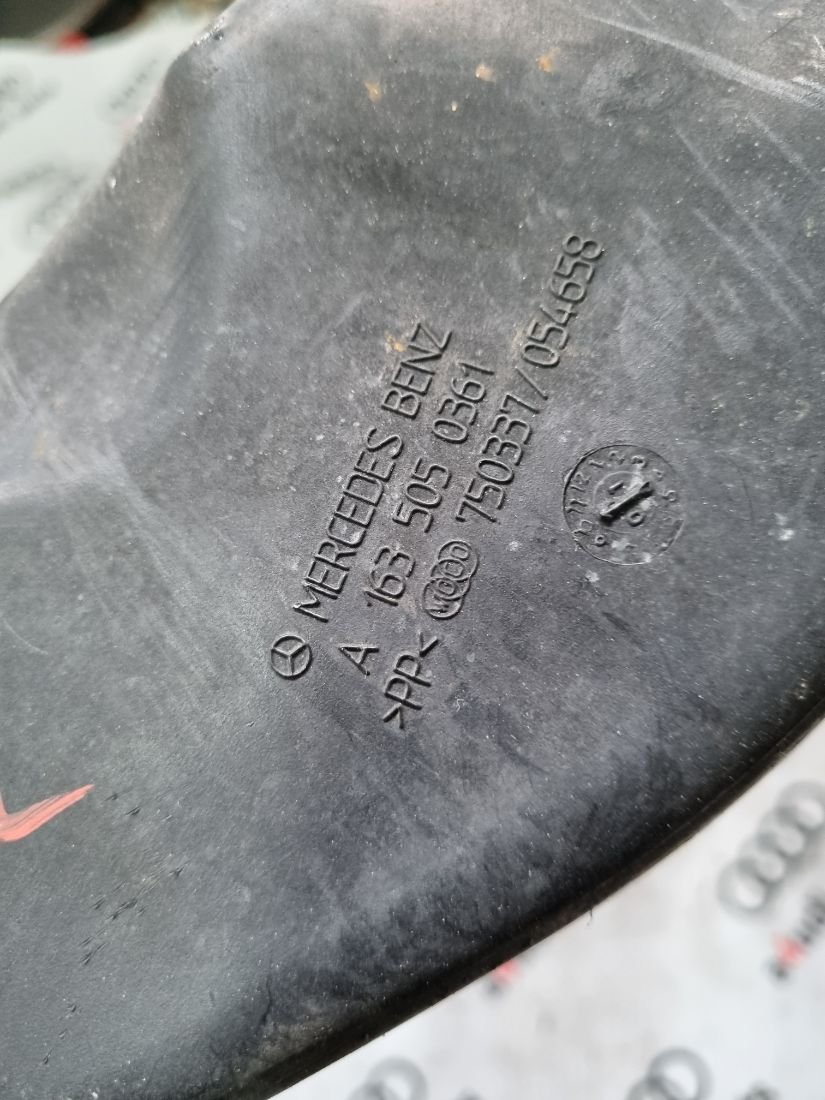 MERCEDES BENZ
A 163 505 0361
>PP< 750337/054658